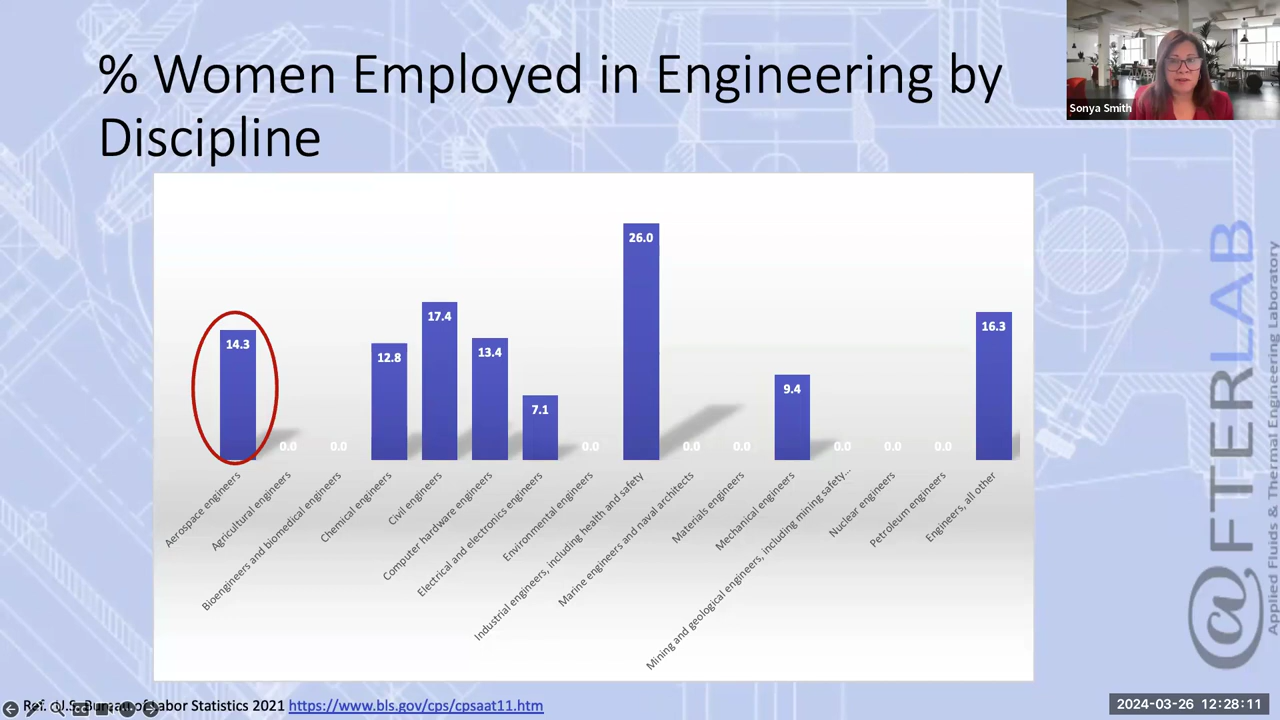 % Women Employed in Engineering by
Discipline
Sonya Smith
14.3
0.0
0.0
12.8
17.4
13.4
7.1
0.0
26.0
0.0
0.0
9.4
0.0
0.0
0.0
16.3
Aerospace engineers
Agricultural engineers
Bioengineers and biomedical engineers
Chemical engineers
Civil engineers
Computer hardware engineers
Electrical and electronics engineers
Environmental engineers
Industrial engineers, including health and safety
Marine engineers and naval architects
Materials engineers
Mechanical engineers
Mining and geological engineers, including mining safety...
Nuclear engineers
Petroleum engineers
Engineers, all other
@FTERLAB
Applied Fluids & Thermal Engineering Laboratory
Ref. U.S. Bureau of Labor Statistics 2021 https://www.bls.gov/cps/cpsaat11.htm
2024-03-26 12:28:11